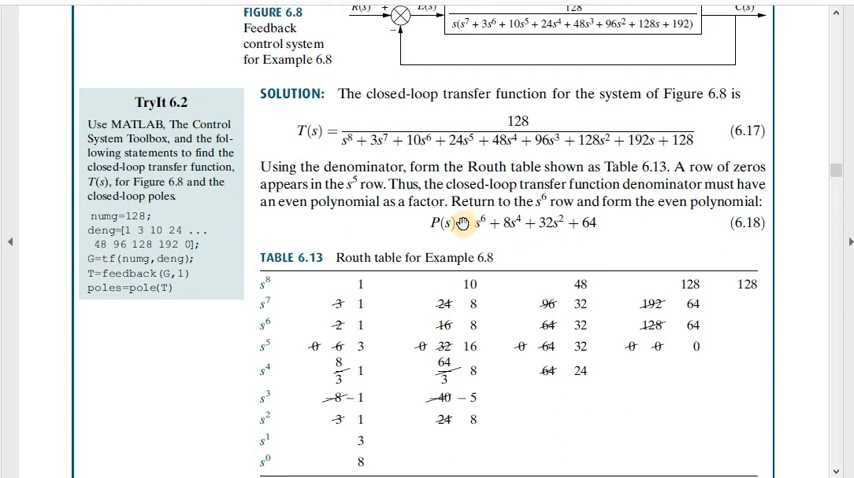 FIGURE 6.8
Feedback
control system
for Example 6.8
R(s) + E(s) 128 C(s)
s(s⁷ + 3s⁶ + 10s⁵ + 24s⁴ + 48s³ + 96s² + 128s + 192)
−
SOLUTION: The closed-loop transfer function for the system of Figure 6.8 is
T(s) = 128 / s⁸ + 3s⁷ + 10s⁶ + 24s⁵ + 48s⁴ + 96s³ + 128s² + 192s + 128 (6.17)
Using the denominator, form the Routh table shown as Table 6.13. A row of zeros
appears in the s⁵ row. Thus, the closed-loop transfer function denominator must have
an even polynomial as a factor. Return to the s⁶ row and form the even polynomial:
P(s) s⁶ + 8s⁴ + 32s² + 64 (6.18)
TryIt 6.2
Use MATLAB, The Control
System Toolbox, and the fol-
lowing statements to find the
closed-loop transfer function,
T(s), for Figure 6.8 and the
closed-loop poles.
numg=128;
deng=[1 3 10 24 ...
48 96 128 192 0];
G=tf(numg,deng);
T=feedback(G,1)
poles=pole(T)
TABLE 6.13 Routh table for Example 6.8
s⁸ 1 10 48 128 128
s⁷ 3 1 24 8 96 32 192 64
s⁶ 2 1 16 8 64 32 128 64
s⁵ 0 6 3 0 32 16 0 64 32 0 0 0
s⁴ 8/3 1 64/3 8 64 24
s³ −8 −1 −40 −5
s² 3 1 24 8
s¹ 3
s⁰ 8